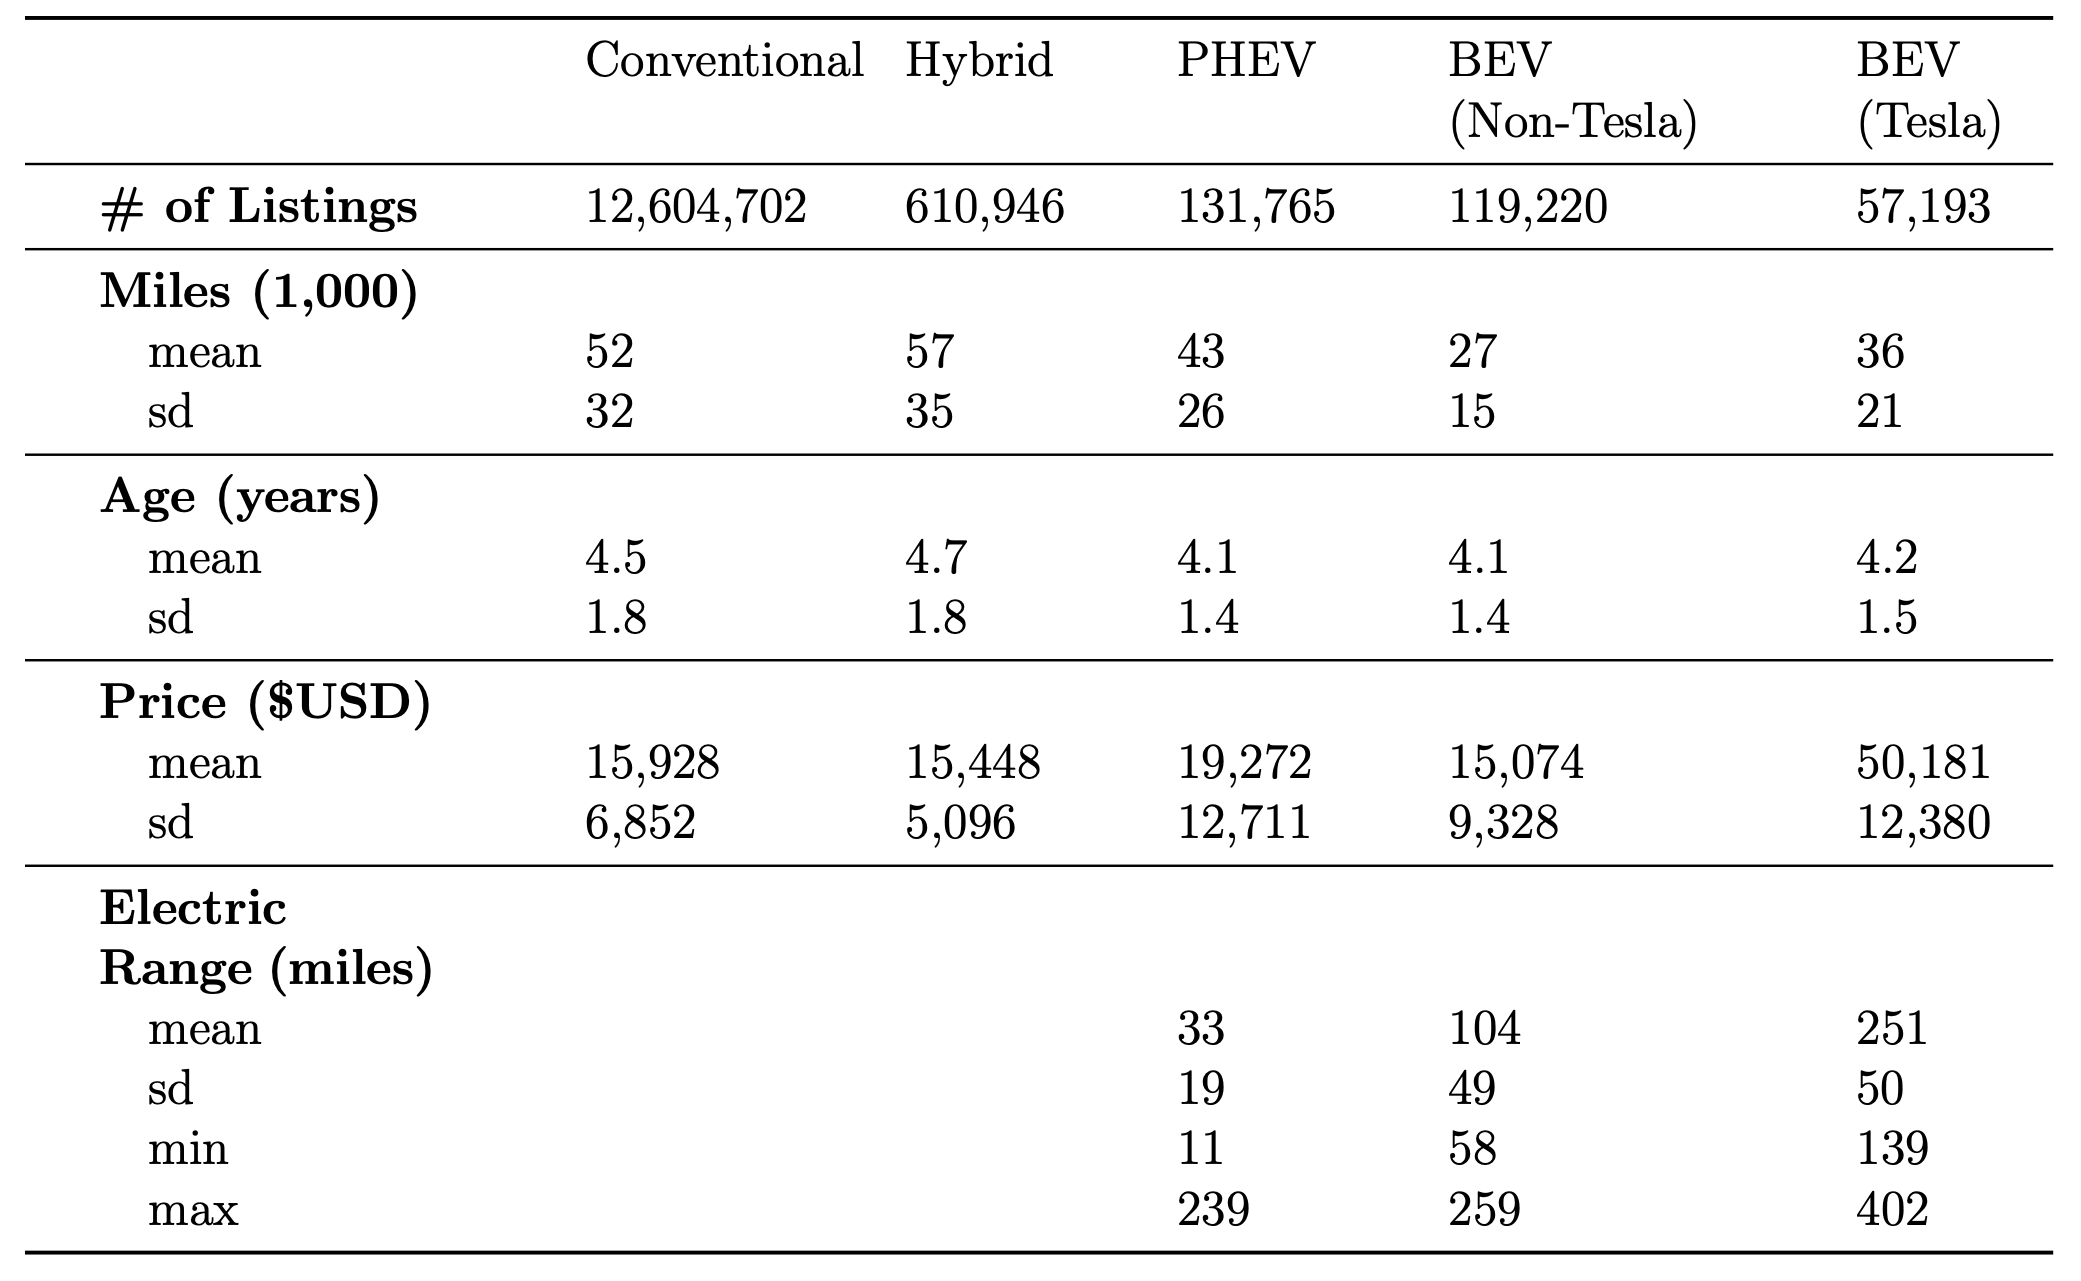 Conventional Hybrid PHEV BEV BEV
(Non-Tesla) (Tesla)
# of Listings 12,604,702 610,946 131,765 119,220 57,193
Miles (1,000)
mean 52 57 43 27 36
sd 32 35 26 15 21
Age (years)
mean 4.5 4.7 4.1 4.1 4.2
sd 1.8 1.8 1.4 1.4 1.5
Price ($USD)
mean 15,928 15,448 19,272 15,074 50,181
sd 6,852 5,096 12,711 9,328 12,380
Electric
Range (miles)
mean 33 104 251
sd 19 49 50
min 11 58 139
max 239 259 402